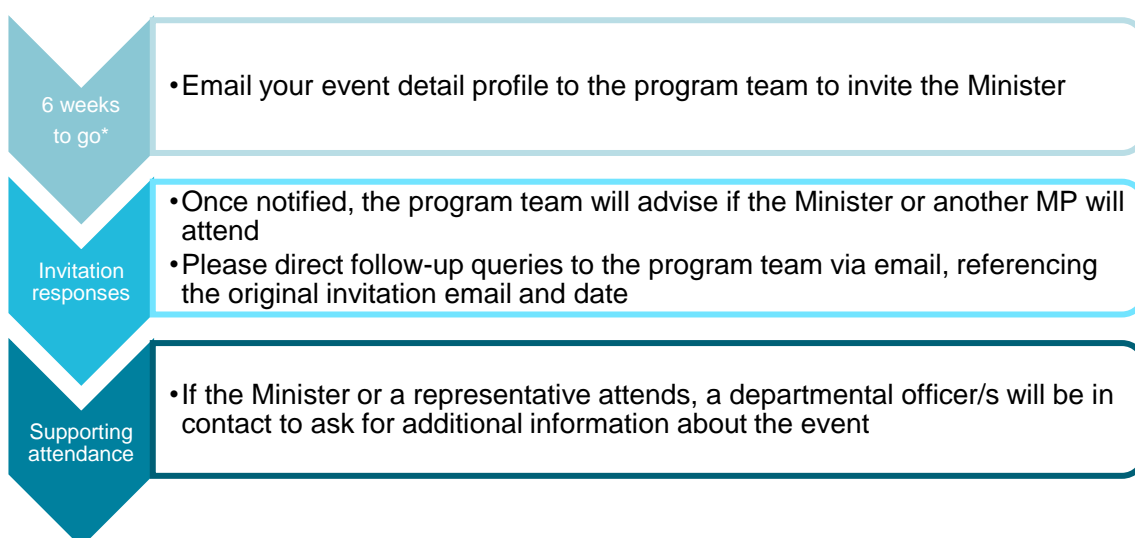 6 weeks
to go*
•Email your event detail profile to the program team to invite the Minister
Invitation
responses
•Once notified, the program team will advise if the Minister or another MP will
attend
•Please direct follow-up queries to the program team via email, referencing
the original invitation email and date
Supporting
attendance
•If the Minister or a representative attends, a departmental officer/s will be in
contact to ask for additional information about the event